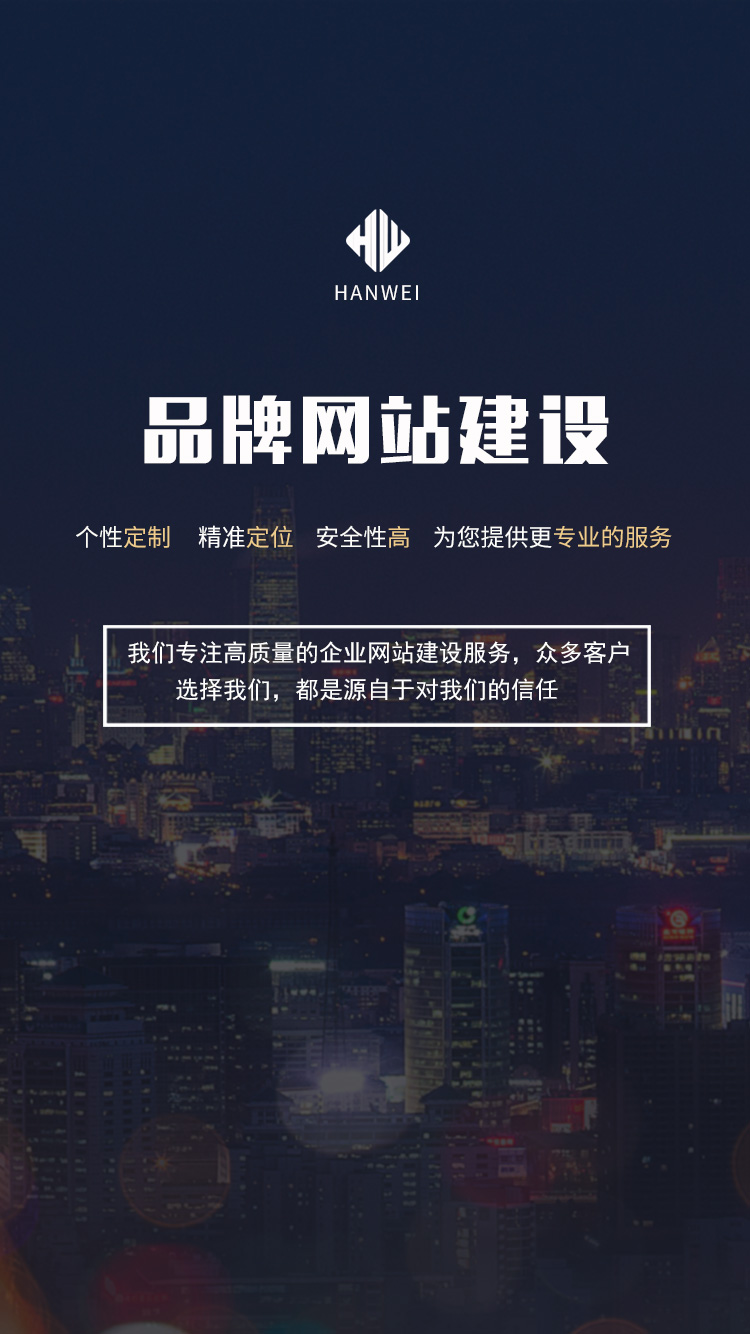 HW
HANWEI
品牌网站建设
个性定制 精准定位 安全性高 为您提供更专业的服务
我们专注高质量的企业网站建设服务，众多客户
选择我们，都是源自于对我们的信任